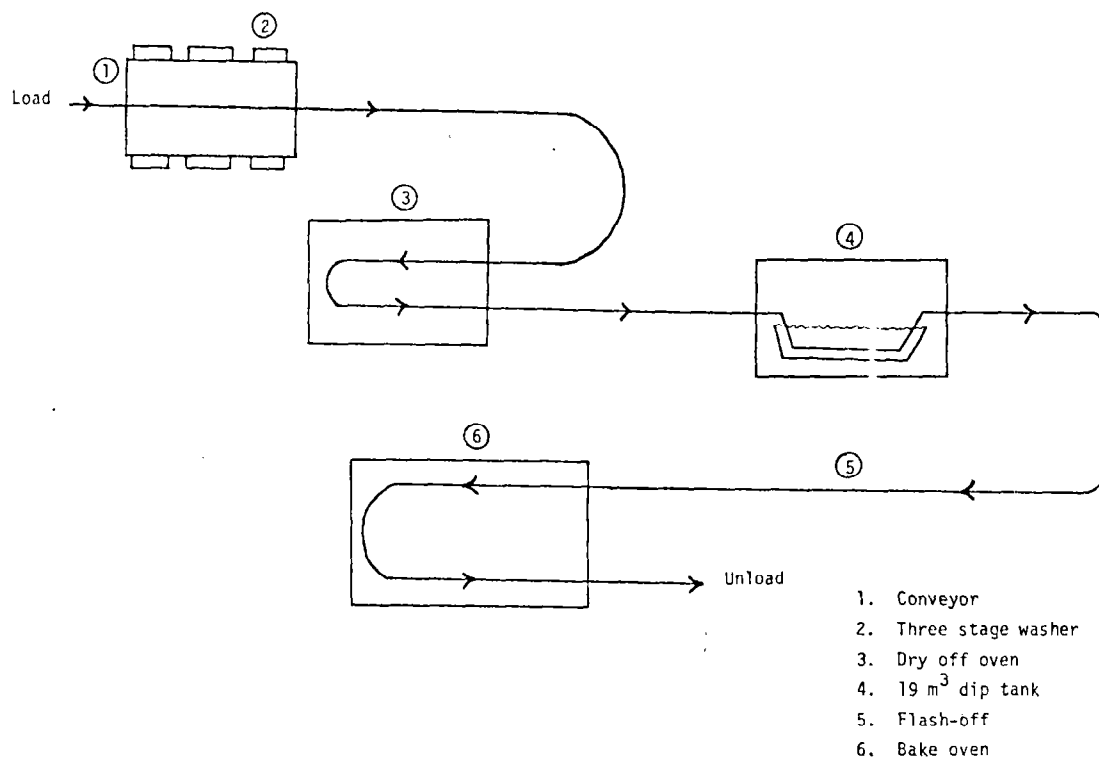 ②
①
Load
③
④
⑥
⑤
Unload
1. Conveyor
2. Three stage washer
3. Dry off oven
4. 19 m³ dip tank
5. Flash-off
6. Bake oven